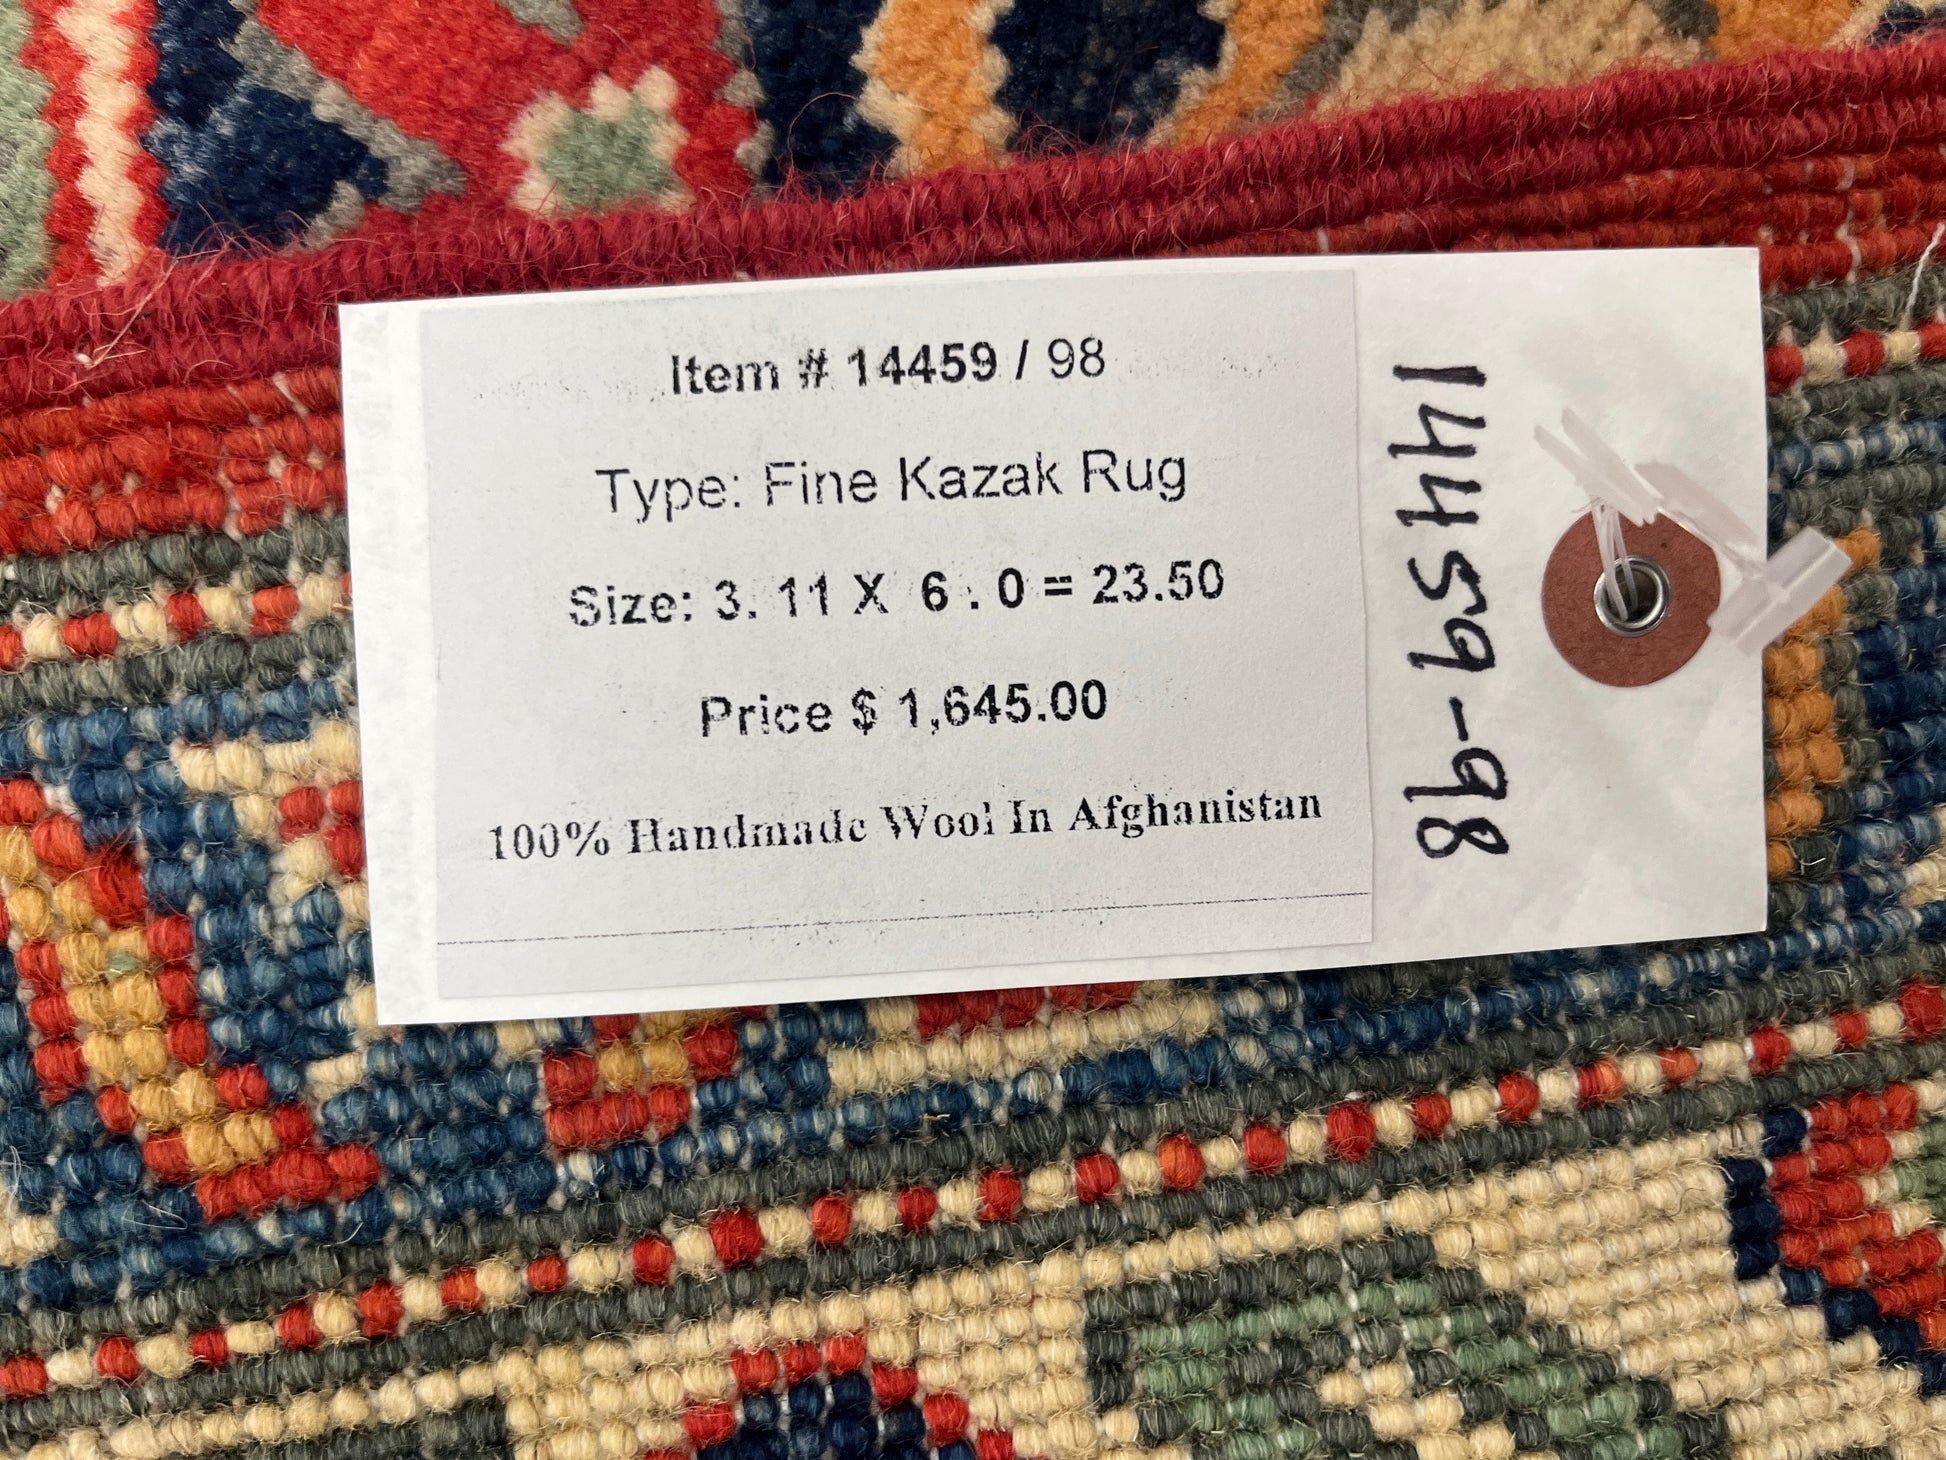 Item # 14459 / 98
Type: Fine Kazak Rug
Size: 3. 11 X 6 . 0 = 23.50
Price $ 1,645.00
100% Handmade Wool In Afghanistan
14459-98